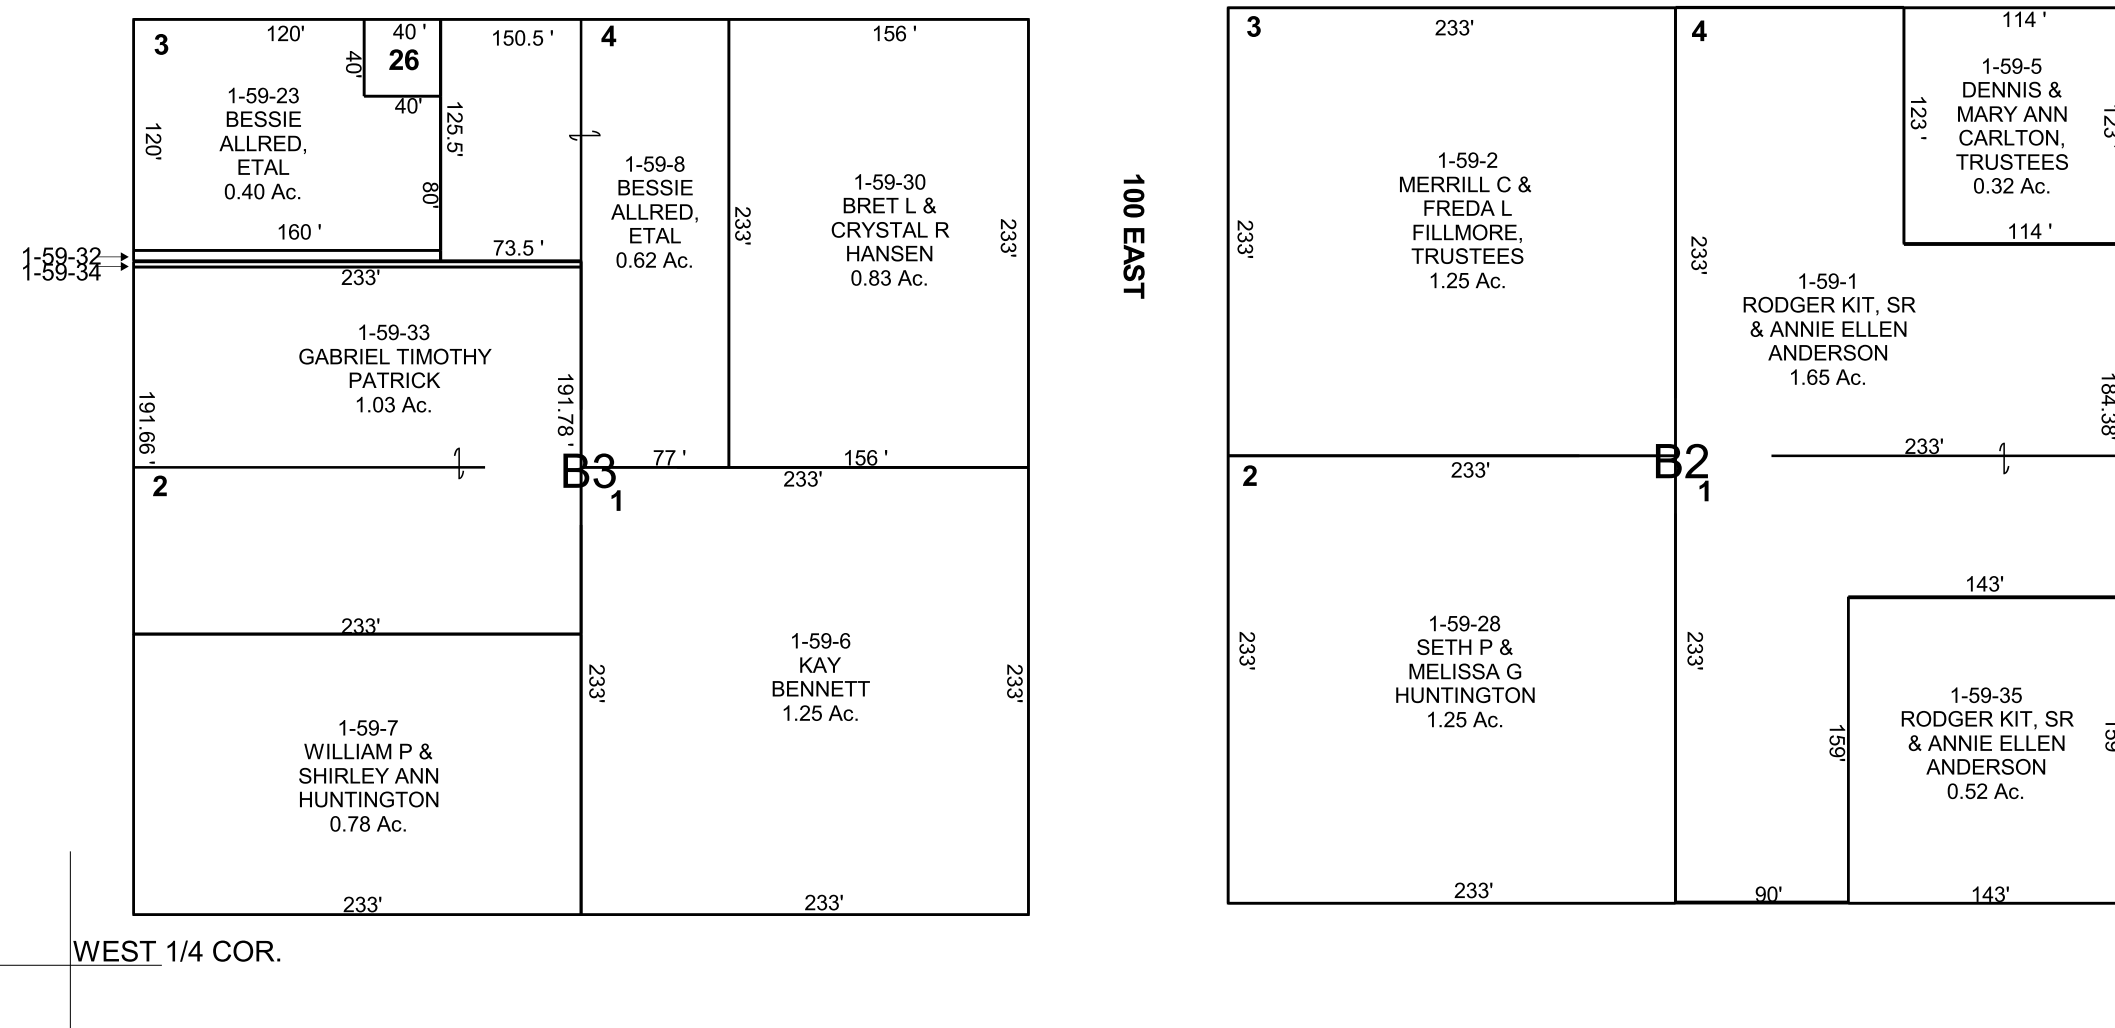 3
120'
40 '
26
40'
40'
150.5 '
4
156 '
1-59-23
BESSIE
ALLRED,
ETAL
0.40 Ac.
120'
125.5'
80'
160 '
73.5 '
1-59-32
1-59-34
233'
1-59-8
BESSIE
ALLRED,
ETAL
0.62 Ac.
233'
1-59-30
BRET L &
CRYSTAL R
HANSEN
0.83 Ac.
233'
1-59-33
GABRIEL TIMOTHY
PATRICK
1.03 Ac.
191.66 '
191.78 '
B3
77 '
156 '
233'
2
1
233'
1-59-7
WILLIAM P &
SHIRLEY ANN
HUNTINGTON
0.78 Ac.
233'
233'
1-59-6
KAY
BENNETT
1.25 Ac.
233'
233'
WEST 1/4 COR.
100 EAST
3
233'
4
114 '
1-59-2
MERRILL C &
FREDA L
FILLMORE,
TRUSTEES
1.25 Ac.
233'
233'
123 '
1-59-5
DENNIS &
MARY ANN
CARLTON,
TRUSTEES
0.32 Ac.
123 '
114 '
1-59-1
RODGER KIT, SR
& ANNIE ELLEN
ANDERSON
1.65 Ac.
184.38'
233'
B2
2
233'
1
1-59-28
SETH P &
MELISSA G
HUNTINGTON
1.25 Ac.
233'
233'
233'
143'
159'
1-59-35
RODGER KIT, SR
& ANNIE ELLEN
ANDERSON
0.52 Ac.
159'
90'
143'